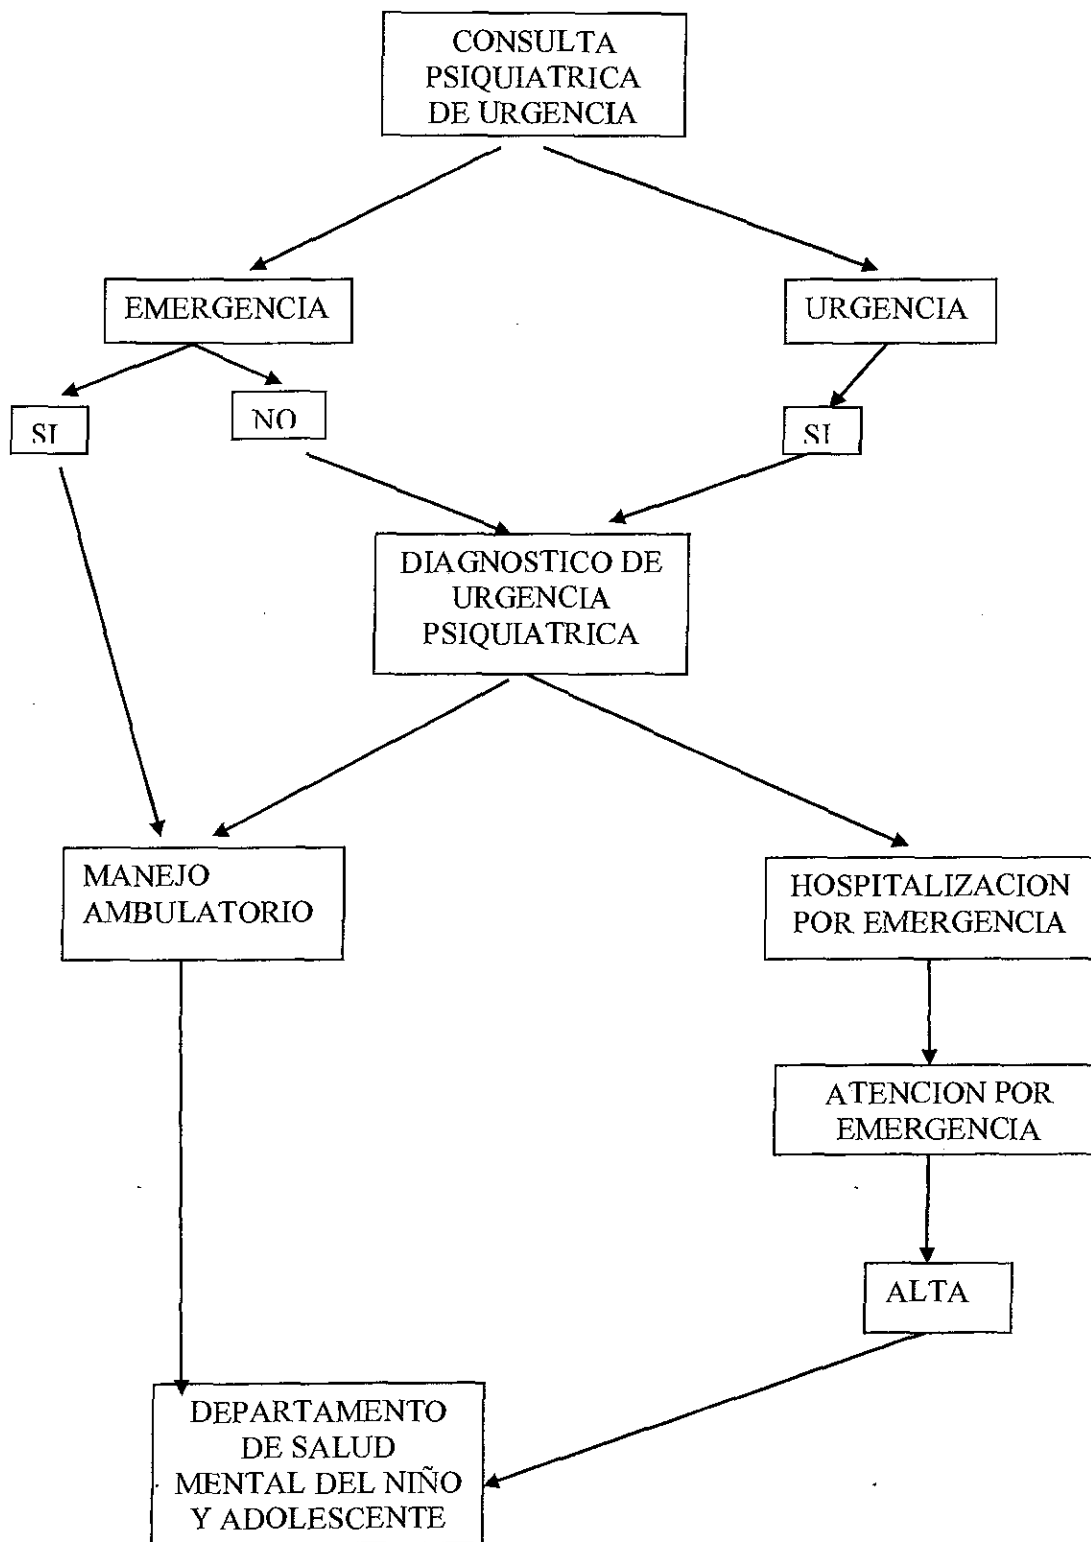 CONSULTA
PSIQUIATRICA
DE URGENCIA
EMERGENCIA
URGENCIA
SI
NO
SI
DIAGNOSTICO DE
URGENCIA
PSIQUIATRICA
MANEJO
AMBULATORIO
HOSPITALIZACION
POR EMERGENCIA
ATENCION POR
EMERGENCIA
ALTA
DEPARTAMENTO
DE SALUD
MENTAL DEL NIÑO
Y ADOLESCENTE